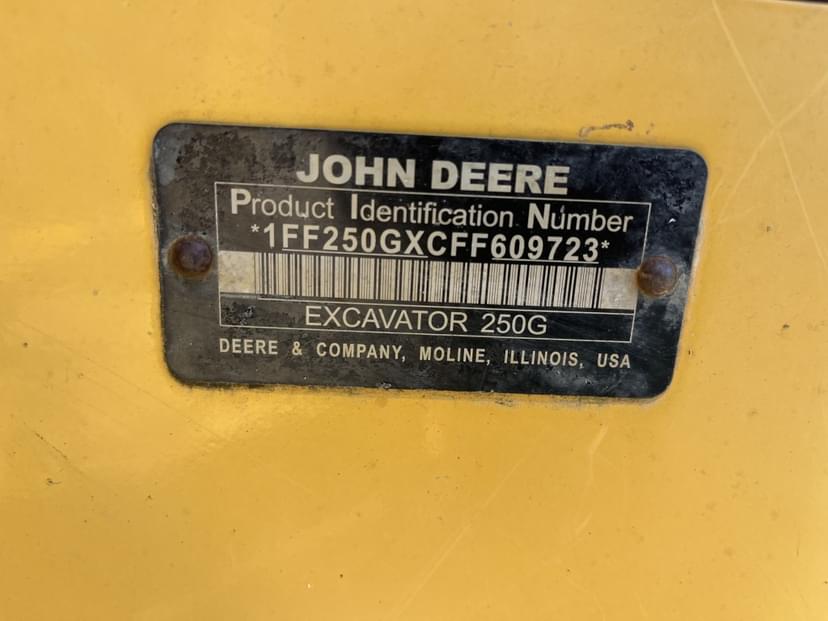 JOHN DEERE
Product Identification Number
*1FF250GXCFF609723*
EXCAVATOR 250G
DEERE & COMPANY, MOLINE, ILLINOIS, USA